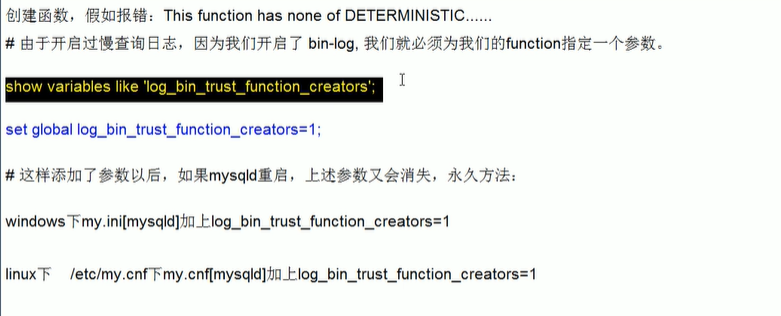 创建函数，假如报错：This function has none of DETERMINISTIC......
# 由于开启过慢查询日志，因为我们开启了 bin-log, 我们就必须为我们的function指定一个参数。
show variables like 'log_bin_trust_function_creators';
set global log_bin_trust_function_creators=1;
# 这样添加了参数以后，如果mysqld重启，上述参数又会消失，永久方法：
windows下my.ini[mysqld]加上log_bin_trust_function_creators=1
linux下 /etc/my.cnf下my.cnf[mysqld]加上log_bin_trust_function_creators=1